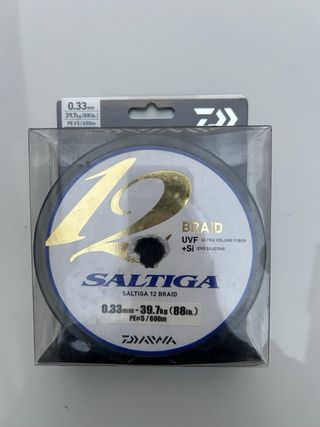 0.33mm
39.7kg(88lb.)
PE#5/600m
12
BRAID
UVF ULTRA VOLUME FIBER
+Si EVO SILICONE
SALTIGA
SALTIGA 12 BRAID
0.33mm-39.7kg(88lb.)
PE#5/600m
DAIWA